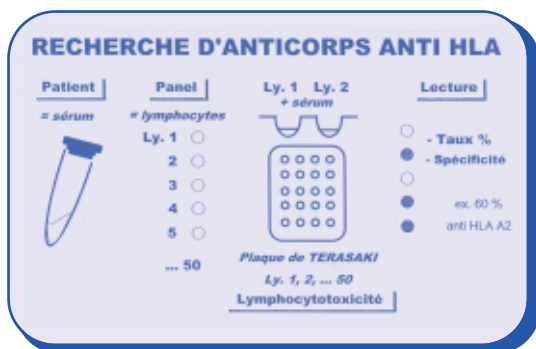 RECHERCHE D'ANTICORPS ANTI HLA
Patient
= sérum
Panel
= lymphocytes
Ly. 1
2
3
4
5
... 50
Ly. 1 Ly. 2
+ sérum
Plaque de TERASAKI
Ly. 1, 2, ... 50
Lymphocytotoxicité
Lecture
- Taux %
- Spécificité
ex. 60 %
anti HLA A2